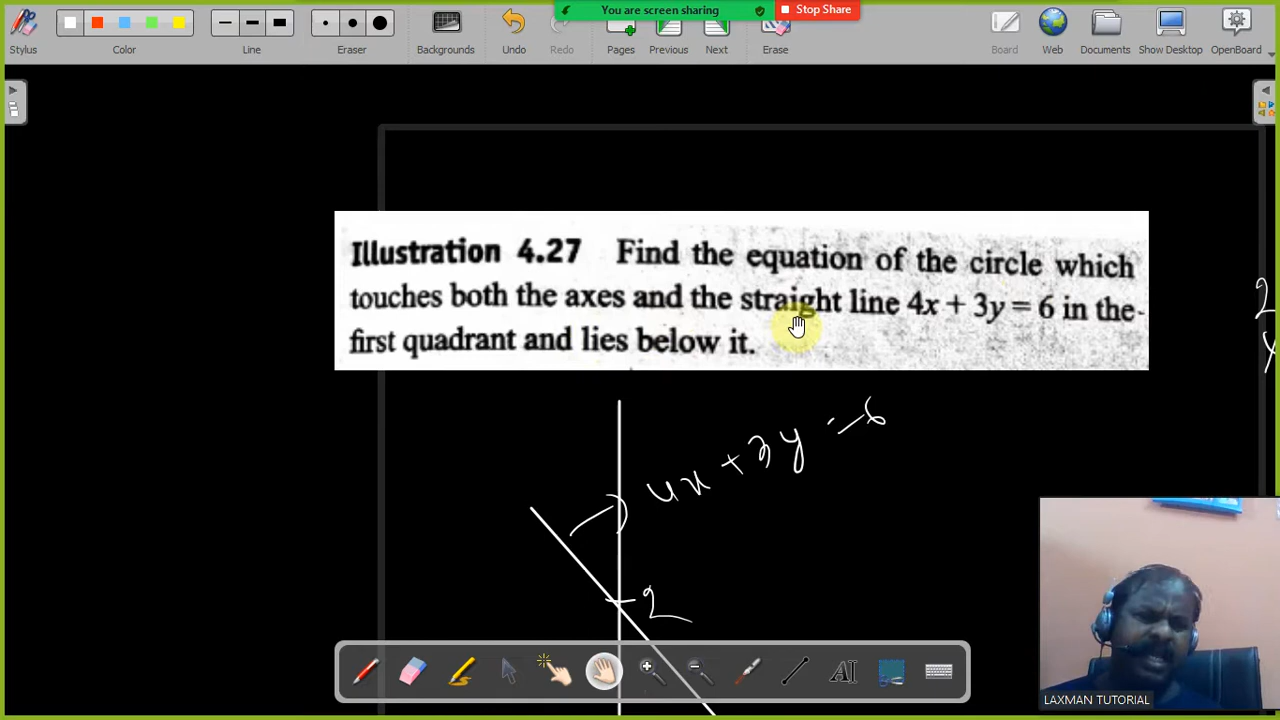 You are screen sharing
Stop Share
Stylus
Color
Line
Eraser
Backgrounds
Undo
Redo
Pages
Previous
Next
Erase
Board
Web
Documents
Show Desktop
OpenBoard
Illustration 4.27 Find the equation of the circle which
touches both the axes and the straight line 4x + 3y = 6 in the
first quadrant and lies below it.
4x + 3y = 6
2
2
AI
LAXMAN TUTORIAL